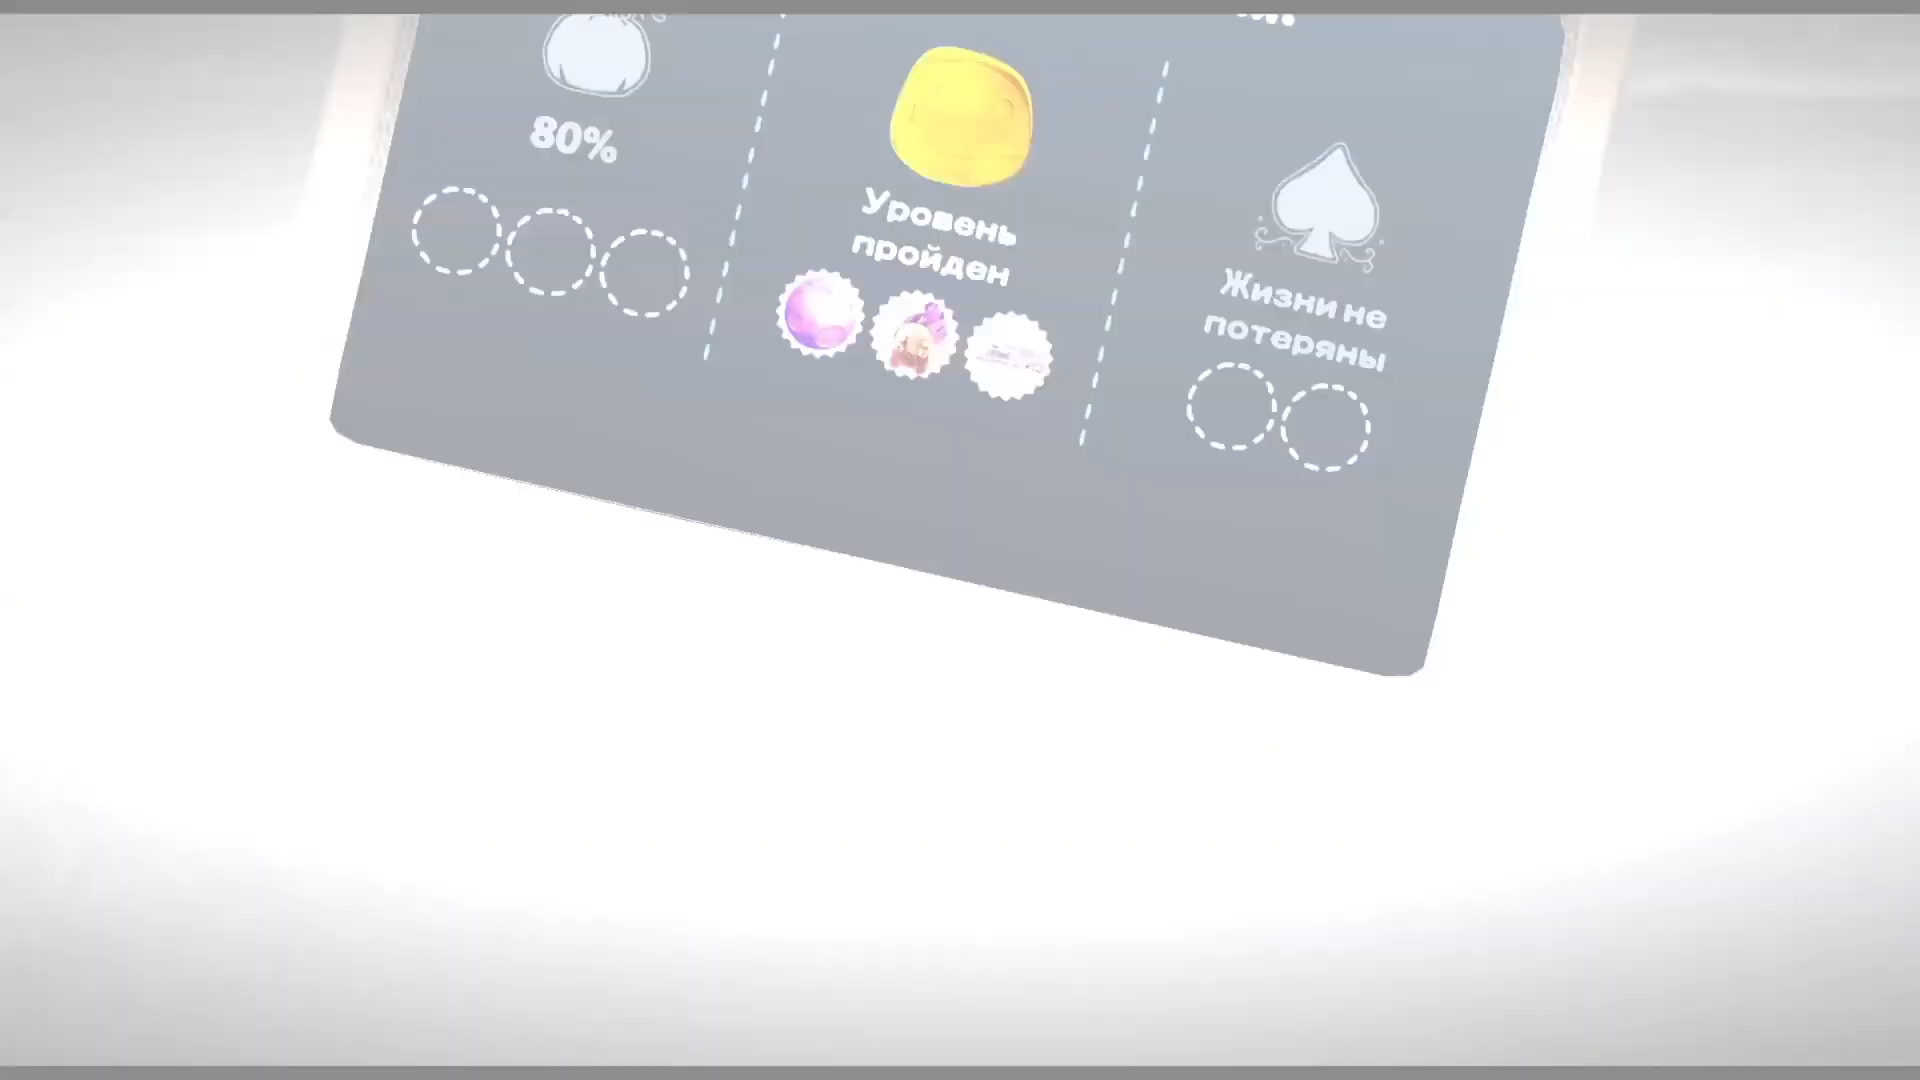 80%
Уровень
пройден
Жизни не
потеряны